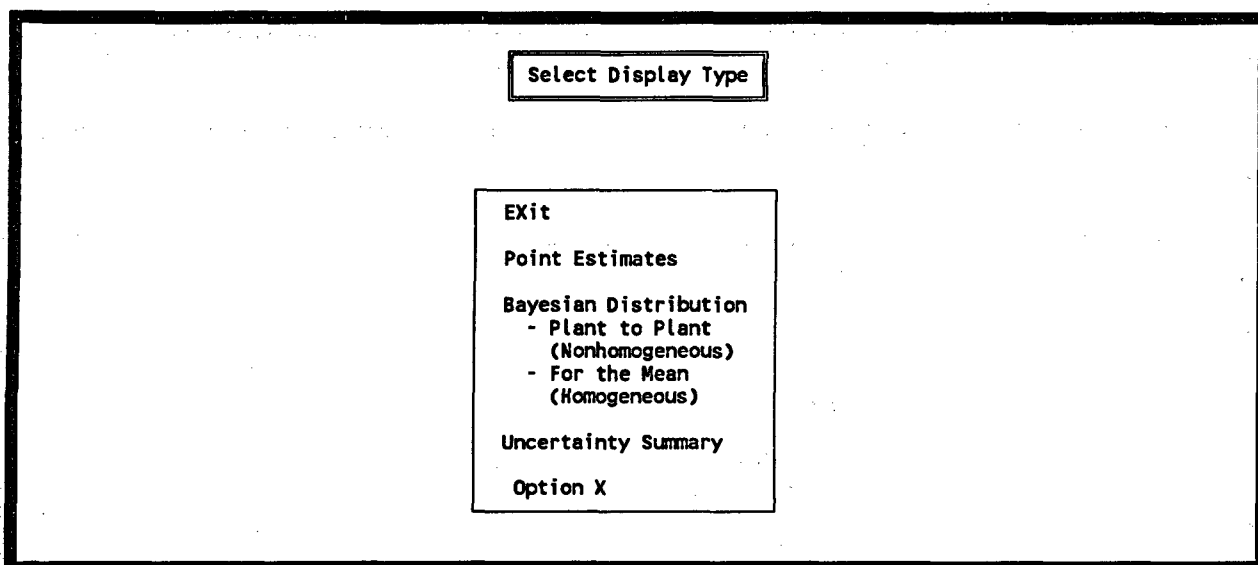 Select Display Type
EXit
Point Estimates
Bayesian Distribution
- Plant to Plant
(Nonhomogeneous)
- For the Mean
(Homogeneous)
Uncertainty Summary
Option X